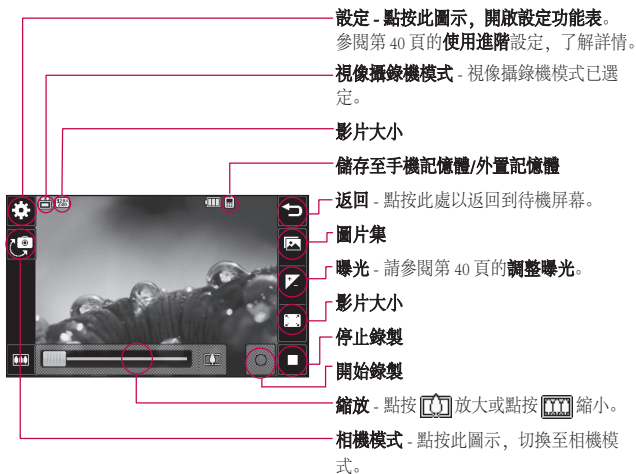 設定 - 點按此圖示，開啟設定功能表。
參閱第 40 頁的使用進階設定，了解詳情。
視像攝錄機模式 - 視像攝錄機模式已選
定。
影片大小
儲存至手機記憶體/外置記憶體
返回 - 點按此處以返回到待機屏幕。
圖片集
曝光 - 請參閱第 40 頁的調整曝光。
影片大小
停止錄製
開始錄製
縮放 - 點按 放大或點按 縮小。
相機模式 - 點按此圖示，切換至相機模
式。